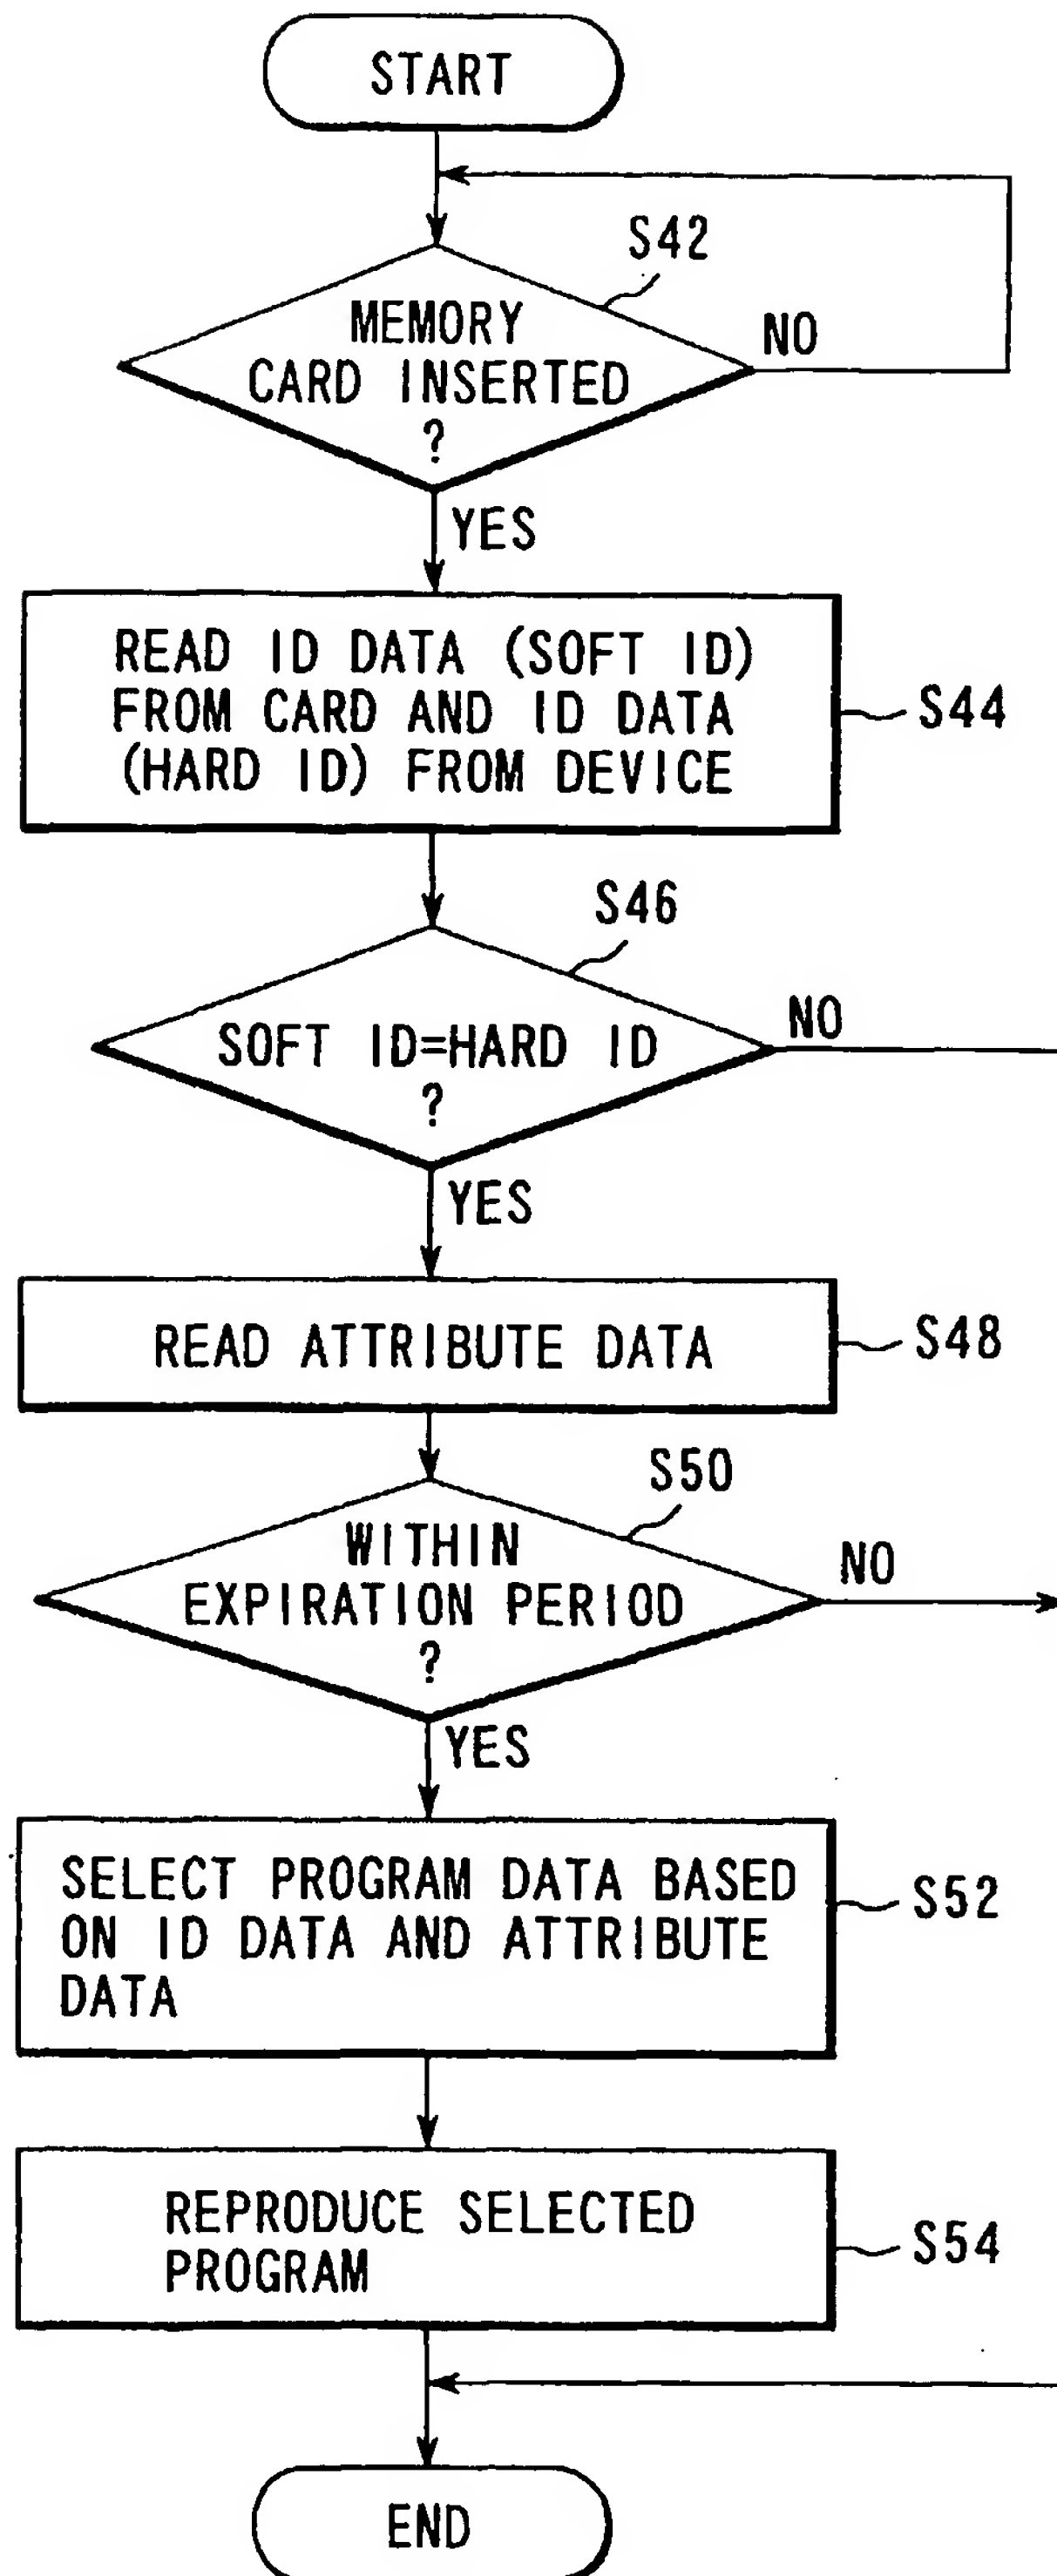 START
S42
MEMORY
CARD INSERTED
?
NO
YES
READ ID DATA (SOFT ID)
FROM CARD AND ID DATA
(HARD ID) FROM DEVICE
S44
S46
SOFT ID=HARD ID
?
NO
YES
READ ATTRIBUTE DATA
S48
S50
WITHIN
EXPIRATION PERIOD
?
NO
YES
SELECT PROGRAM DATA BASED
ON ID DATA AND ATTRIBUTE
DATA
S52
REPRODUCE SELECTED
PROGRAM
S54
END